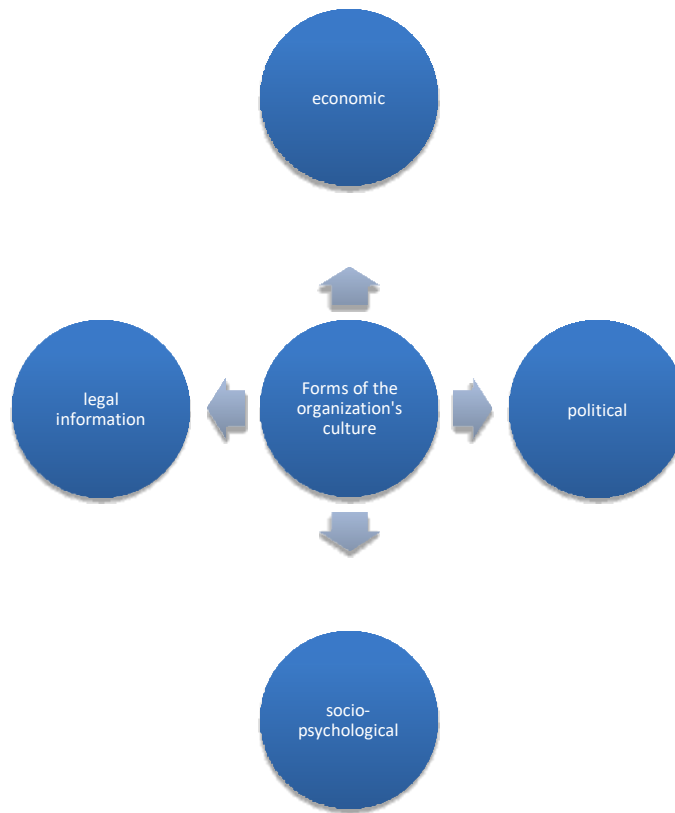 economic
legal
information
Forms of the
organization's
culture
political
socio-
psychological